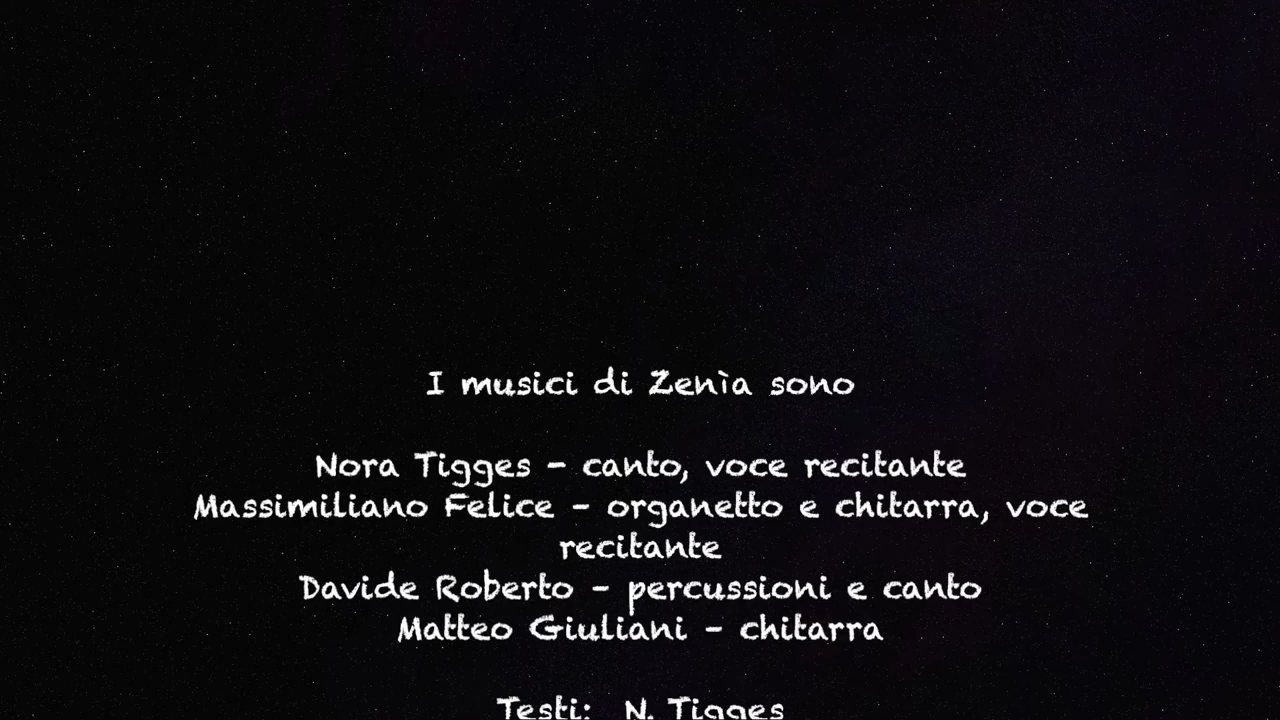 I musici di Zenìa sono
Nora Tigges - canto, voce recitante
Massimiliano Felice - organetto e chitarra, voce
recitante
Davide Roberto - percussioni e canto
Matteo Giuliani - chitarra
Testi: N. Tigges